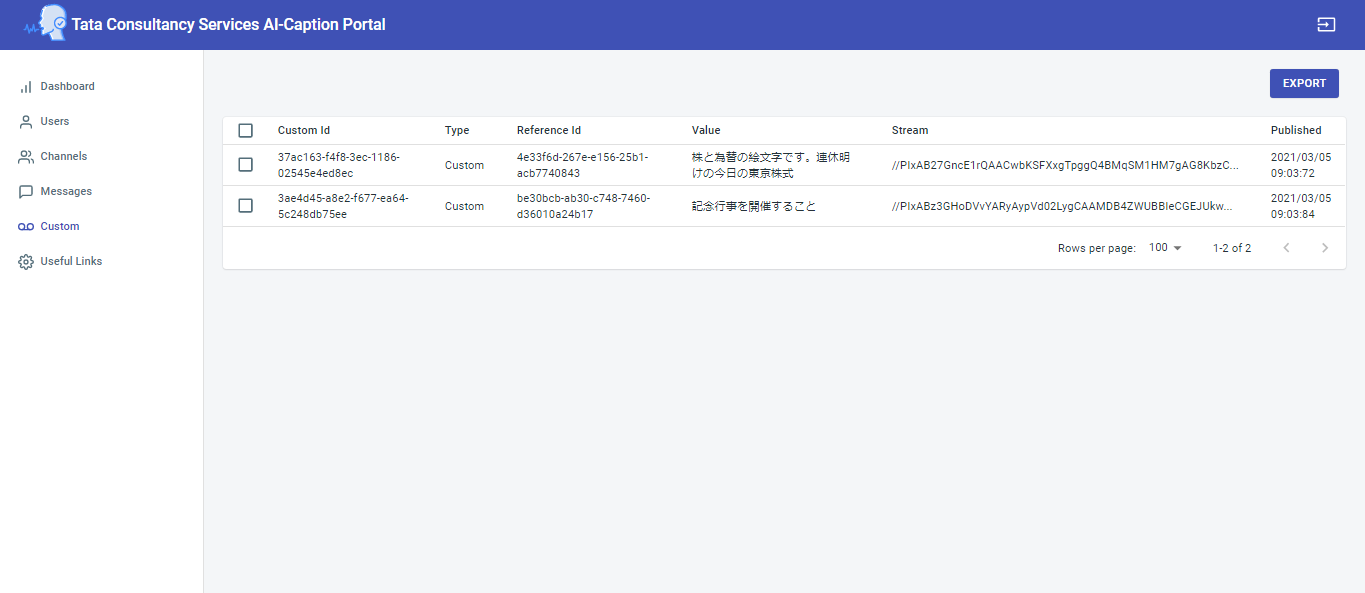 Tata Consultancy Services AI-Caption Portal
Dashboard
Users
Channels
Messages
Custom
Useful Links
EXPORT
Custom Id Type Reference Id Value Stream Published
37ac163-f4f8-3ec-1186-
02545e4ed8ec
Custom
4e33f6d-267e-e156-25b1-
acb7740843
株と為替の絵文字です。連休明
けの今日の東京株式
//PIxAB27GncE1rQAACwbKSFXxgTpggQ4BMqSM1HM7gAG8KbzC...
2021/03/05
09:03:72
3ae4d45-a8e2-f677-ea64-
5c248db75ee
Custom
be30bcb-ab30-c748-7460-
d36010a24b17
記念行事を開催すること
//PIxABz3GHoDVvYARyAypVd02LygCAAMDB4ZWUBBIeCGEJUkw...
2021/03/05
09:03:84
Rows per page: 100 1-2 of 2